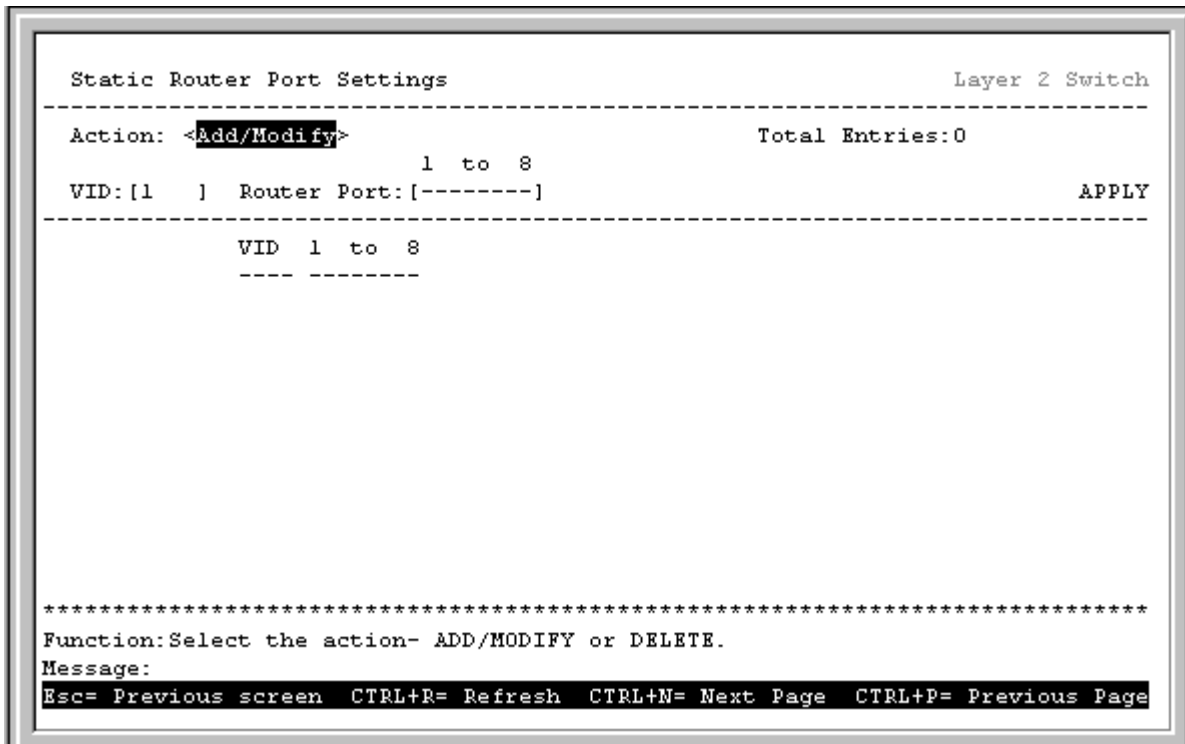 Static Router Port Settings Layer 2 Switch
--------------------------------------------------------------------------------
Action: <Add/Modify> Total Entries:0
1 to 8
VID:[1 ] Router Port:[--------] APPLY
--------------------------------------------------------------------------------
VID 1 to 8
---- --------
********************************************************************************
Function:Select the action- ADD/MODIFY or DELETE.
Message:
Esc= Previous screen CTRL+R= Refresh CTRL+N= Next Page CTRL+P= Previous Page